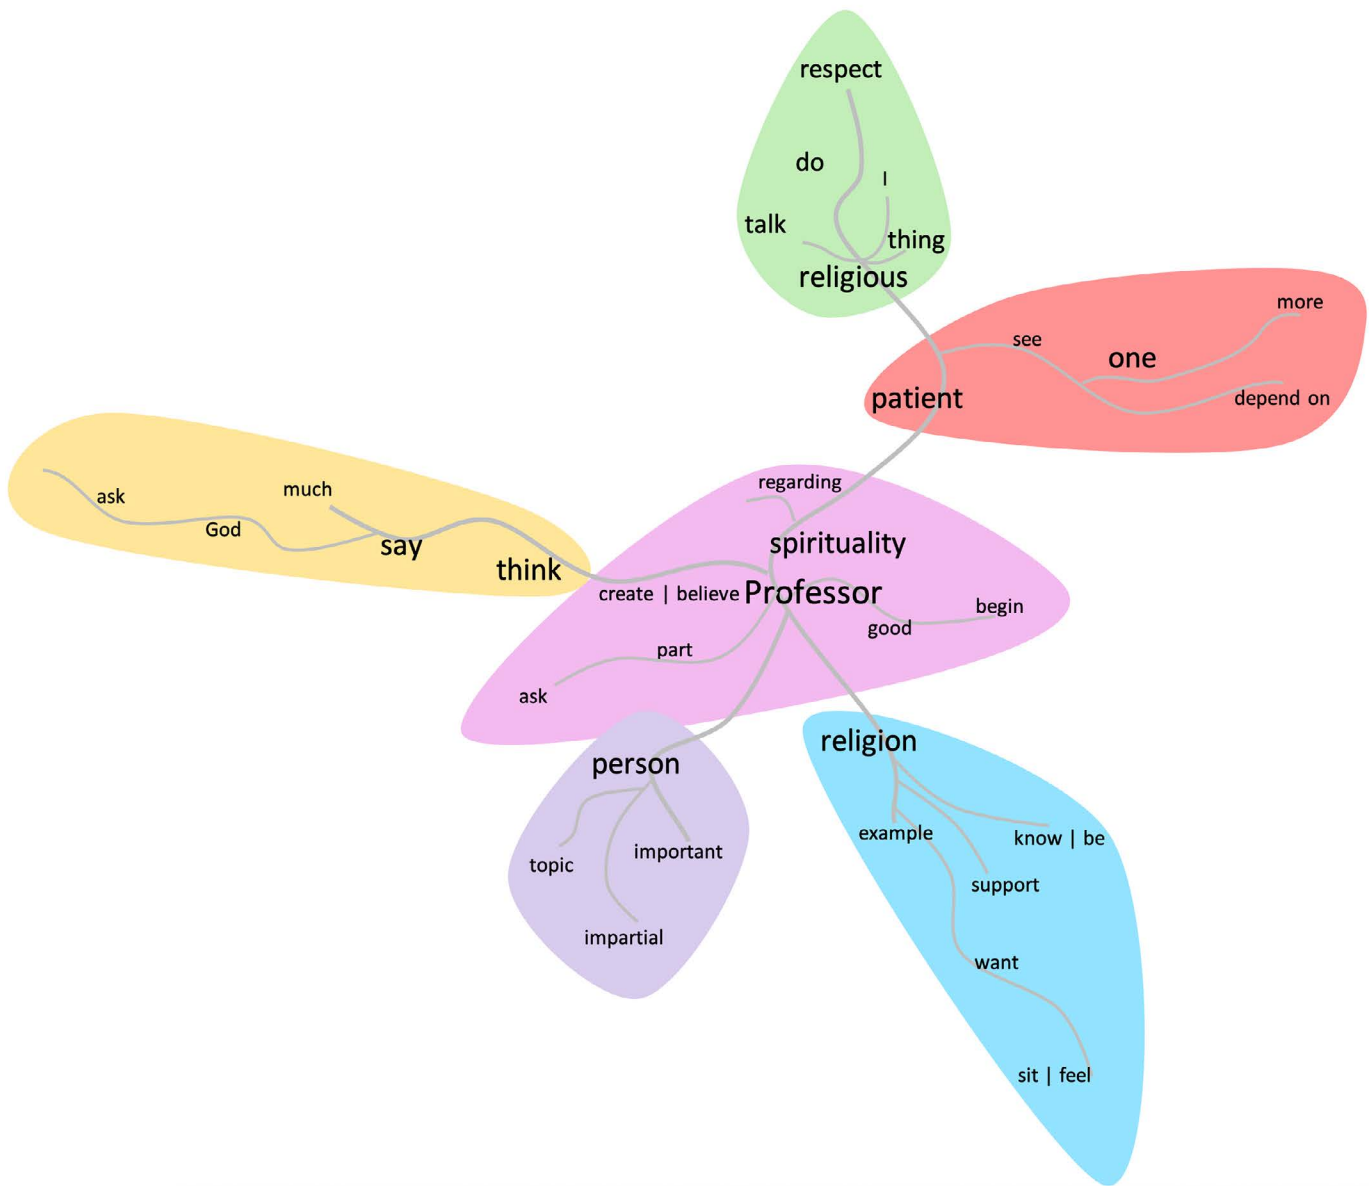 respect
do
I
talk
thing
religious
more
see
one
patient
depend on
regarding
much
ask
God
say
spirituality
think
create | believe
Professor
begin
good
part
ask
religion
person
example
know | be
important
topic
support
impartial
want
sit | feel